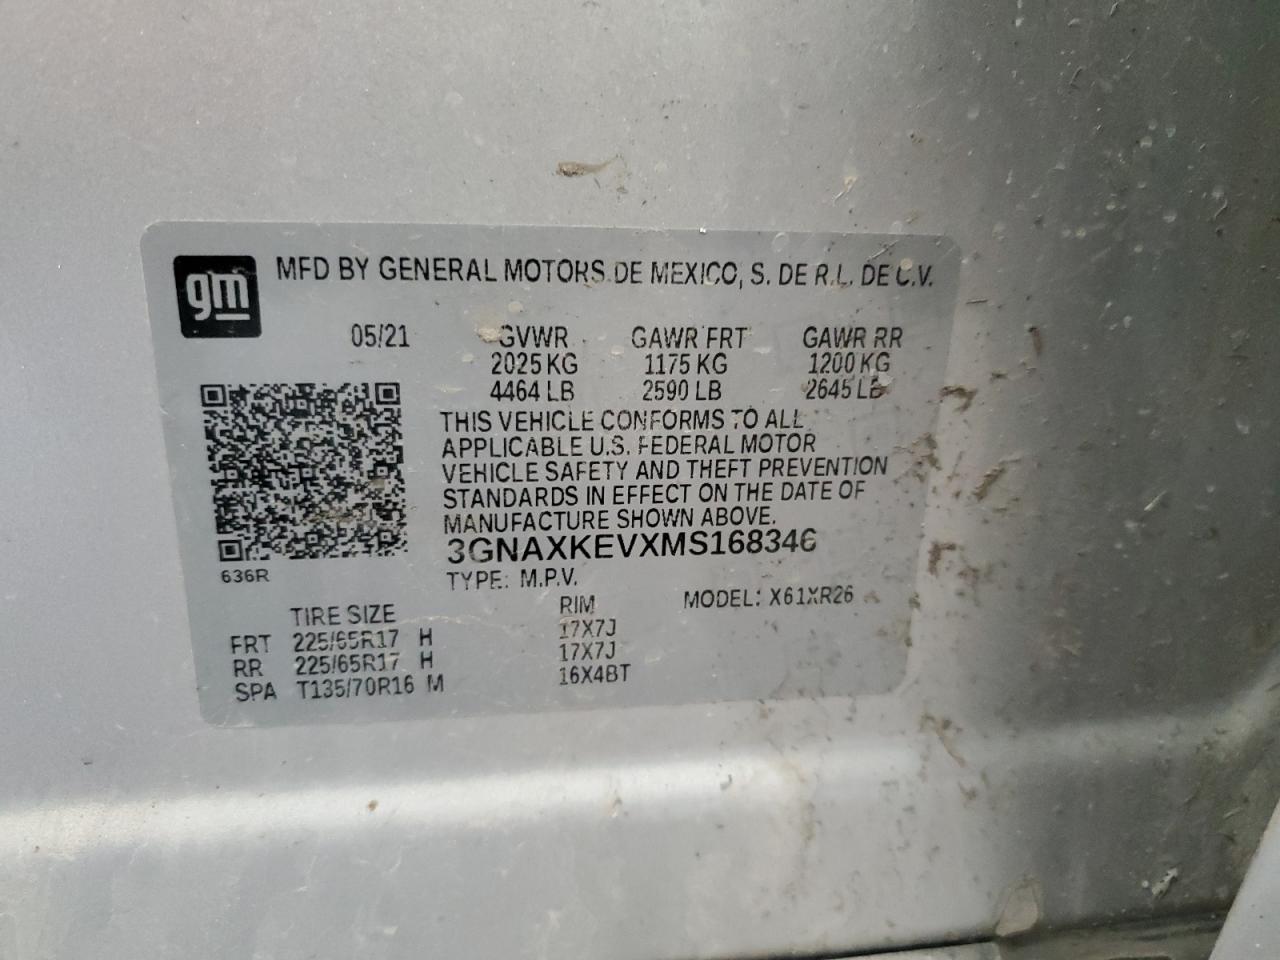 gm
MFD BY GENERAL MOTORS DE MEXICO, S. DE R.L. DE C.V.
05/21 GVWR GAWR FRT GAWR RR
2025 KG 1175 KG 1200 KG
4464 LB 2590 LB 2645 LB
THIS VEHICLE CONFORMS TO ALL
APPLICABLE U.S. FEDERAL MOTOR
VEHICLE SAFETY AND THEFT PREVENTION
STANDARDS IN EFFECT ON THE DATE OF
MANUFACTURE SHOWN ABOVE.
3GNAXKEVXMS168346
636R
TYPE: M.P.V.
TIRE SIZE RIM MODEL: X61XR26
FRT 225/65R17 H 17X7J
RR 225/65R17 H 17X7J
SPA T135/70R16 M 16X4BT